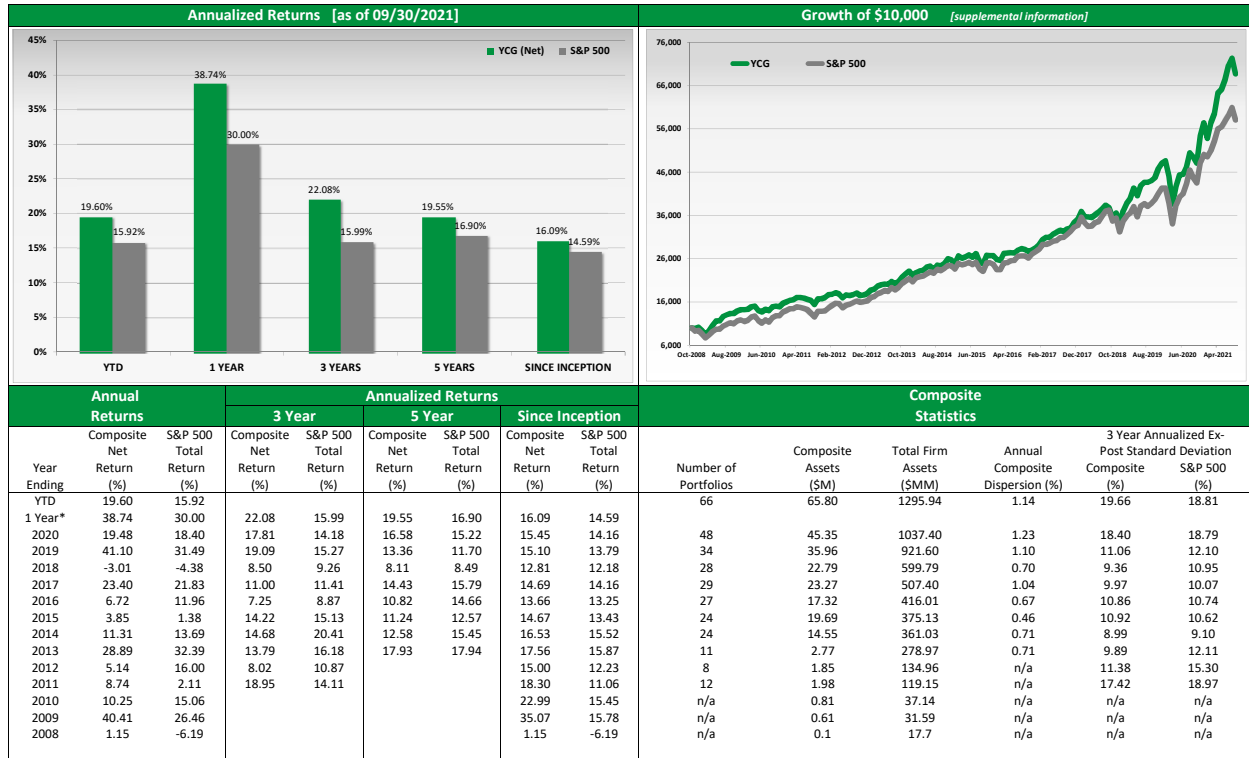 Annualized Returns [as of 09/30/2021]
45%
40%
35%
30%
25%
20%
15%
10%
5%
0%
YCG (Net) S&P 500
19.60% 15.92%
38.74% 30.00%
22.08% 15.99%
19.55% 16.90%
16.09% 14.59%
YTD 1 YEAR 3 YEARS 5 YEARS SINCE INCEPTION
Growth of $10,000 [supplemental information]
76,000
66,000
56,000
46,000
36,000
26,000
16,000
6,000
YCG S&P 500
Oct-2008 Aug-2009 Jun-2010 Apr-2011 Feb-2012 Dec-2012 Oct-2013 Aug-2014 Jun-2015 Apr-2016 Feb-2017 Dec-2017 Oct-2018 Aug-2019 Jun-2020 Apr-2021
Annual Returns
Annualized Returns
3 Year 5 Year Since Inception
Composite Statistics
Year Ending
Composite Net Return (%)
S&P 500 Total Return (%)
Composite Net Return (%)
S&P 500 Total Return (%)
Composite Net Return (%)
S&P 500 Total Return (%)
Composite Net Return (%)
S&P 500 Total Return (%)
Number of Portfolios
Composite Assets ($M)
Total Firm Assets ($MM)
Annual Composite Dispersion (%)
3 Year Annualized Ex-Post Standard Deviation
Composite (%)
S&P 500 (%)
YTD 19.60 15.92 66 65.80 1295.94 1.14 19.66 18.81
1 Year* 38.74 30.00 22.08 15.99 19.55 16.90 16.09 14.59
2020 19.48 18.40 17.81 14.18 16.58 15.22 15.45 14.16 48 45.35 1037.40 1.23 18.40 18.79
2019 41.10 31.49 19.09 15.27 13.36 11.70 15.10 13.79 34 35.96 921.60 1.10 11.06 12.10
2018 -3.01 -4.38 8.50 9.26 8.11 8.49 12.81 12.18 28 22.79 599.79 0.70 9.36 10.95
2017 23.40 21.83 11.00 11.41 14.43 15.79 14.69 14.16 29 23.27 507.40 1.04 9.97 10.07
2016 6.72 11.96 7.25 8.87 10.82 14.66 13.66 13.25 27 17.32 416.01 0.67 10.86 10.74
2015 3.85 1.38 14.22 15.13 11.24 12.57 14.67 13.43 24 19.69 375.13 0.46 10.92 10.62
2014 11.31 13.69 14.68 20.41 12.58 15.45 16.53 15.52 24 14.55 361.03 0.71 8.99 9.10
2013 28.89 32.39 13.79 16.18 17.93 17.94 17.56 15.87 11 2.77 278.97 0.71 9.89 12.11
2012 5.14 16.00 8.02 10.87 15.00 12.23 8 1.85 134.96 n/a 11.38 15.30
2011 8.74 2.11 18.95 14.11 18.30 11.06 12 1.98 119.15 n/a 17.42 18.97
2010 10.25 15.06 22.99 15.45 n/a 0.81 37.14 n/a n/a n/a
2009 40.41 26.46 35.07 15.78 n/a 0.61 31.59 n/a n/a n/a
2008 1.15 -6.19 1.15 -6.19 n/a 0.1 17.7 n/a n/a n/a